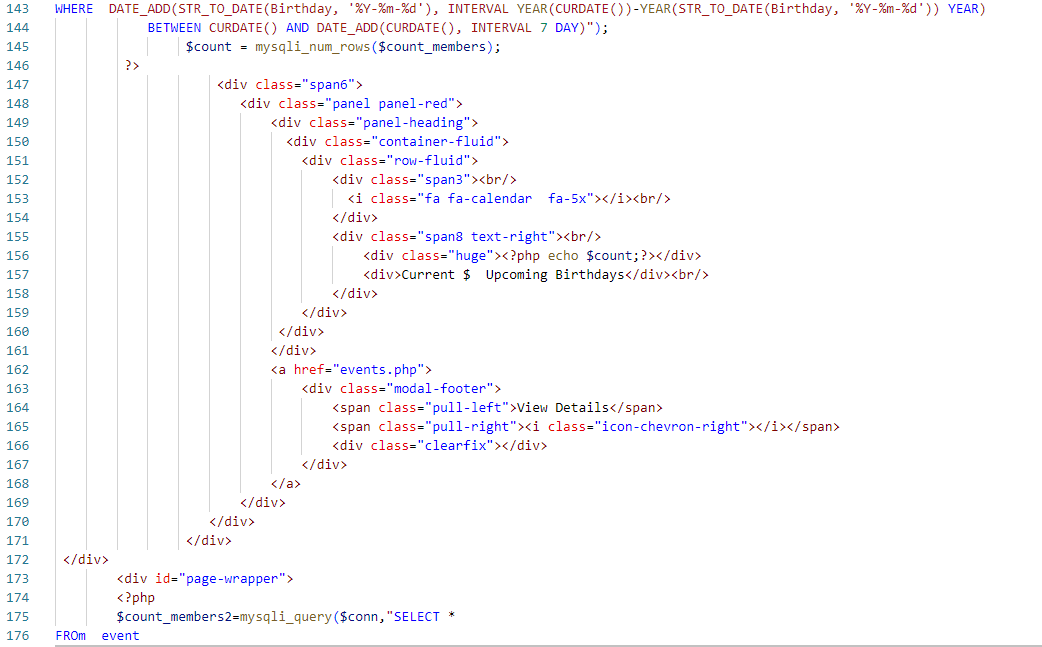 143 WHERE  DATE_ADD(STR_TO_DATE(Birthday, '%Y-%m-%d'), INTERVAL YEAR(CURDATE())-YEAR(STR_TO_DATE(Birthday, '%Y-%m-%d')) YEAR)
144             BETWEEN CURDATE() AND DATE_ADD(CURDATE(), INTERVAL 7 DAY)");
145                  $count = mysqli_num_rows($count_members);
146          ?>
147                      <div class="span6">
148                         <div class="panel panel-red">
149                             <div class="panel-heading">
150                               <div class="container-fluid">
151                                 <div class="row-fluid">
152                                     <div class="span3"><br/>
153                                       <i class="fa fa-calendar  fa-5x"></i><br/>
154                                     </div>
155                                     <div class="span8 text-right"><br/>
156                                         <div class="huge"><?php echo $count;?></div>
157                                         <div>Current $  Upcoming Birthdays</div><br/>
158                                     </div>
159                                 </div>
160                              </div>
161                             </div>
162                             <a href="events.php">
163                                 <div class="modal-footer">
164                                     <span class="pull-left">View Details</span>
165                                     <span class="pull-right"><i class="icon-chevron-right"></i></span>
166                                     <div class="clearfix"></div>
167                                 </div>
168                             </a>
169                         </div>
170                     </div>
171                  </div>
172  </div>
173         <div id="page-wrapper">
174         <?php
175         $count_members2=mysqli_query($conn,"SELECT *
176 FROm  event